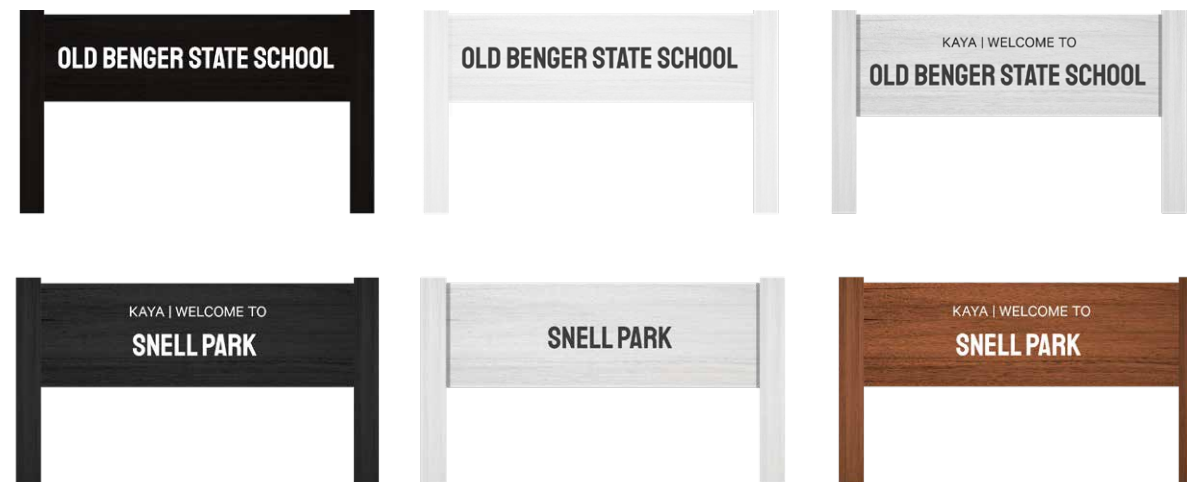 OLD BENGER STATE SCHOOL
OLD BENGER STATE SCHOOL
KAYA | WELCOME TO
OLD BENGER STATE SCHOOL
KAYA | WELCOME TO
SNELL PARK
SNELL PARK
KAYA | WELCOME TO
SNELL PARK